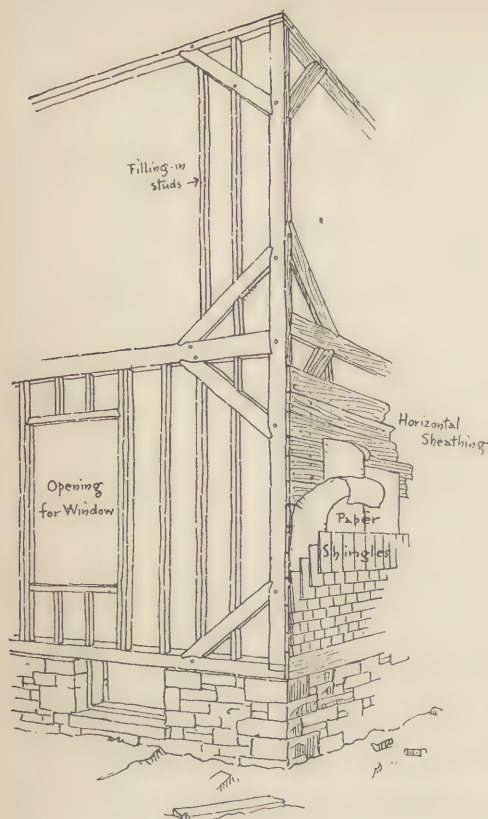 Filling-in
studs
Horizontal
Sheathing
Opening
for Window
Paper
Shingles